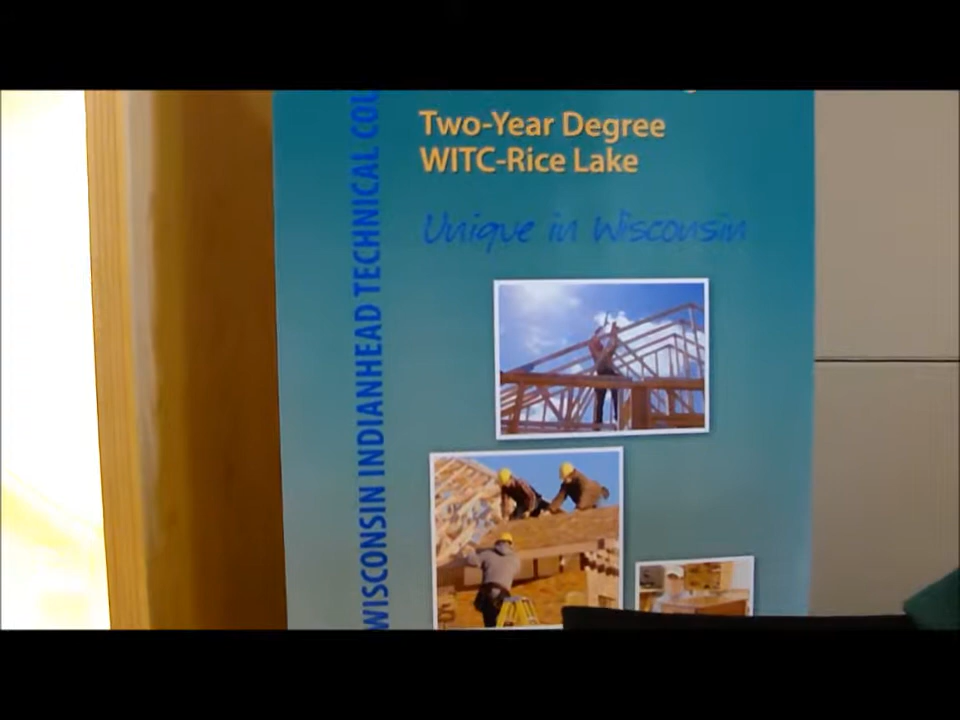 Two-Year Degree
WITC-Rice Lake
Unique in Wisconsin
WISCONSIN INDIANHEAD TECHNICAL